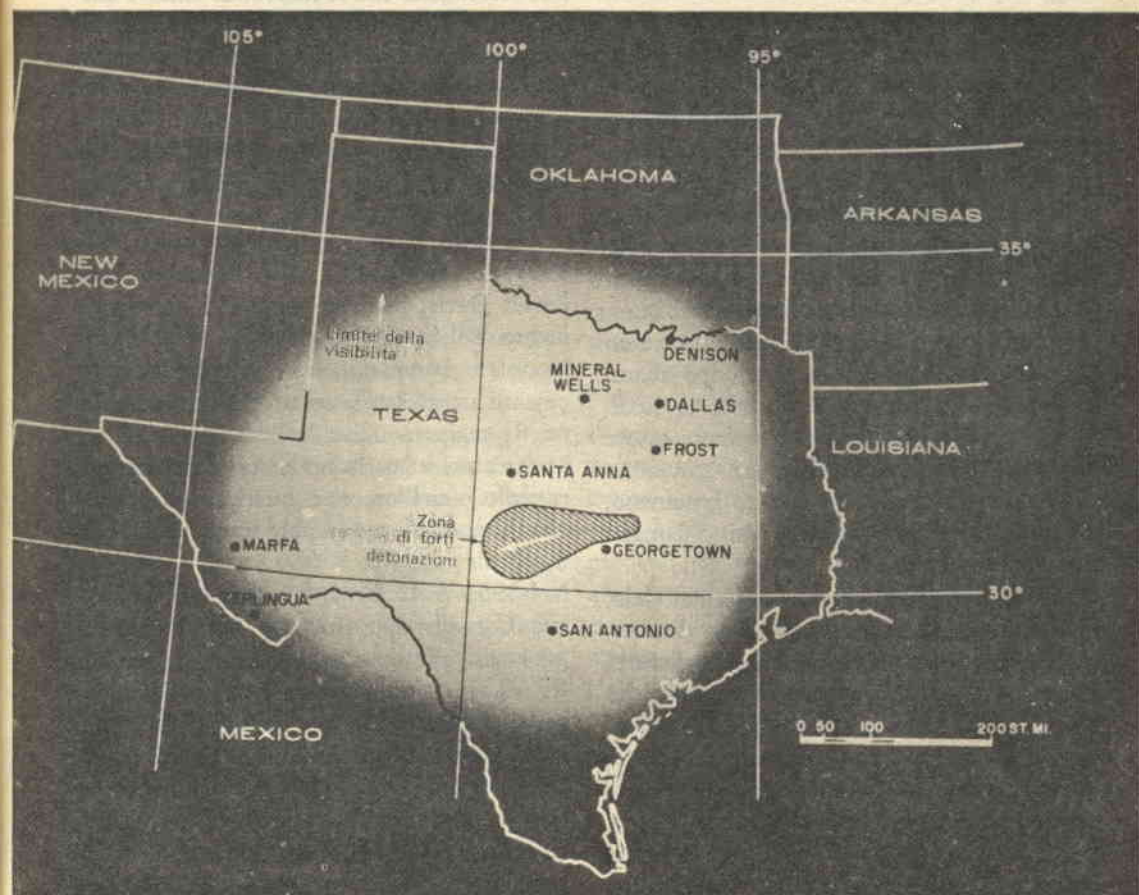 105°
100°
95°
OKLAHOMA
ARKANSAS
35°
NEW
MEXICO
Limite della
visibilita
DENISON
MINERAL
WELLS
TEXAS
DALLAS
FROST
LOUISIANA
SANTA ANNA
Zona
di forti
detonazioni
MARFA
GEORGETOWN
30°
SAN ANTONIO
MEXICO
0 50 100 200 ST. MI.